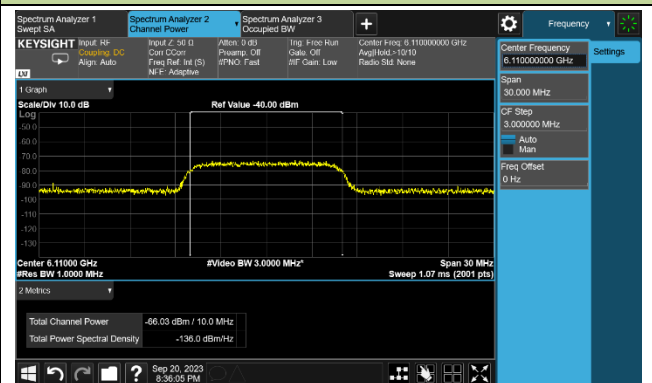 Spectrum Analyzer 1
Swept SA
Spectrum Analyzer 2
Channel Power
Spectrum Analyzer 3
Occupied BW
+
Frequency
KEYSIGHT
Input: RF
Coupling: DC
Align: Auto
Input Z: 50 Ω
Corr CCorr
Freq Ref: Int (S)
NFE: Adaptive
Atten: 0 dB
Preamp: Off
#PNO: Fast
Trig: Free Run
Gate: Off
#IF Gain: Low
Center Freq: 6.110000000 GHz
Avg|Hold:>10/10
Radio Std: None
LXI
Center Frequency
6.110000000 GHz
Settings
Span
30.000 MHz
CF Step
3.000000 MHz
Auto
Man
Freq Offset
0 Hz
1 Graph
Scale/Div 10.0 dB
Ref Value -40.00 dBm
Log
-50.0
-60.0
-70.0
-80.0
-90.0
-100
-110
-120
-130
Center 6.11000 GHz
#Video BW 3.0000 MHz*
Span 30 MHz
#Res BW 1.0000 MHz
Sweep 1.07 ms (2001 pts)
2 Metrics
Total Channel Power
-66.03 dBm / 10.0 MHz
Total Power Spectral Density
-136.0 dBm/Hz
?
Sep 20, 2023
8:36:05 PM